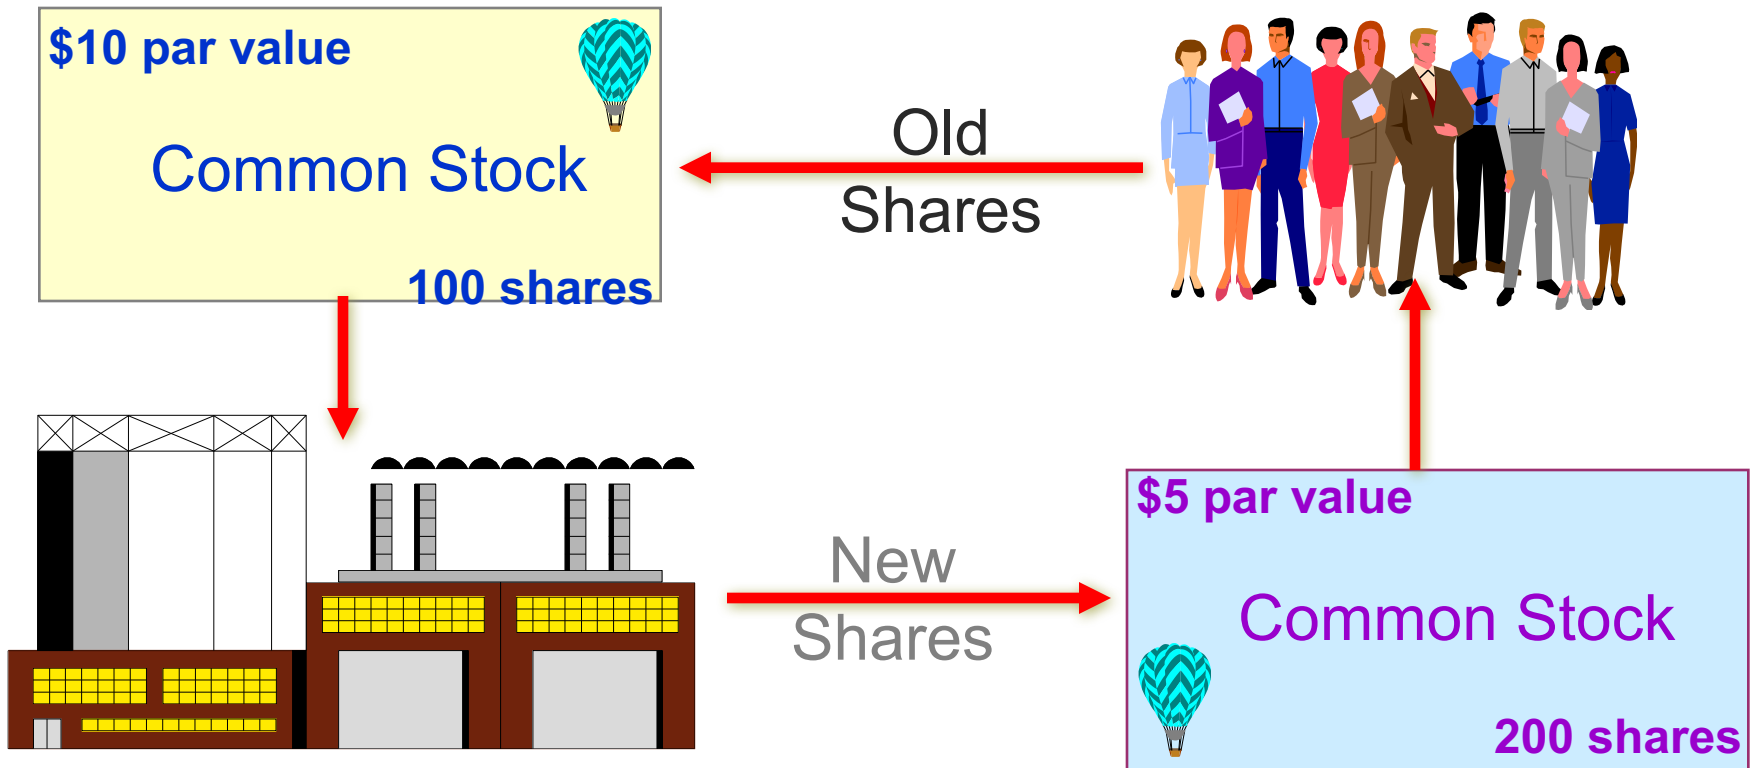 $10 par value
Common Stock
100 shares
Old
Shares
New
Shares
$5 par value
Common Stock
200 shares